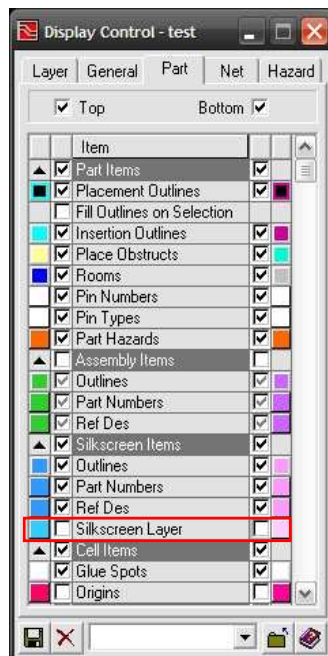 Display Control - test
Layer General Part Net Hazard
Top Bottom
Item
Part Items
Placement Outlines
Fill Outlines on Selection
Insertion Outlines
Place Obstructs
Rooms
Pin Numbers
Pin Types
Part Hazards
Assembly Items
Outlines
Part Numbers
Ref Des
Silkscreen Items
Outlines
Part Numbers
Ref Des
Silkscreen Layer
Cell Items
Glue Spots
Origins